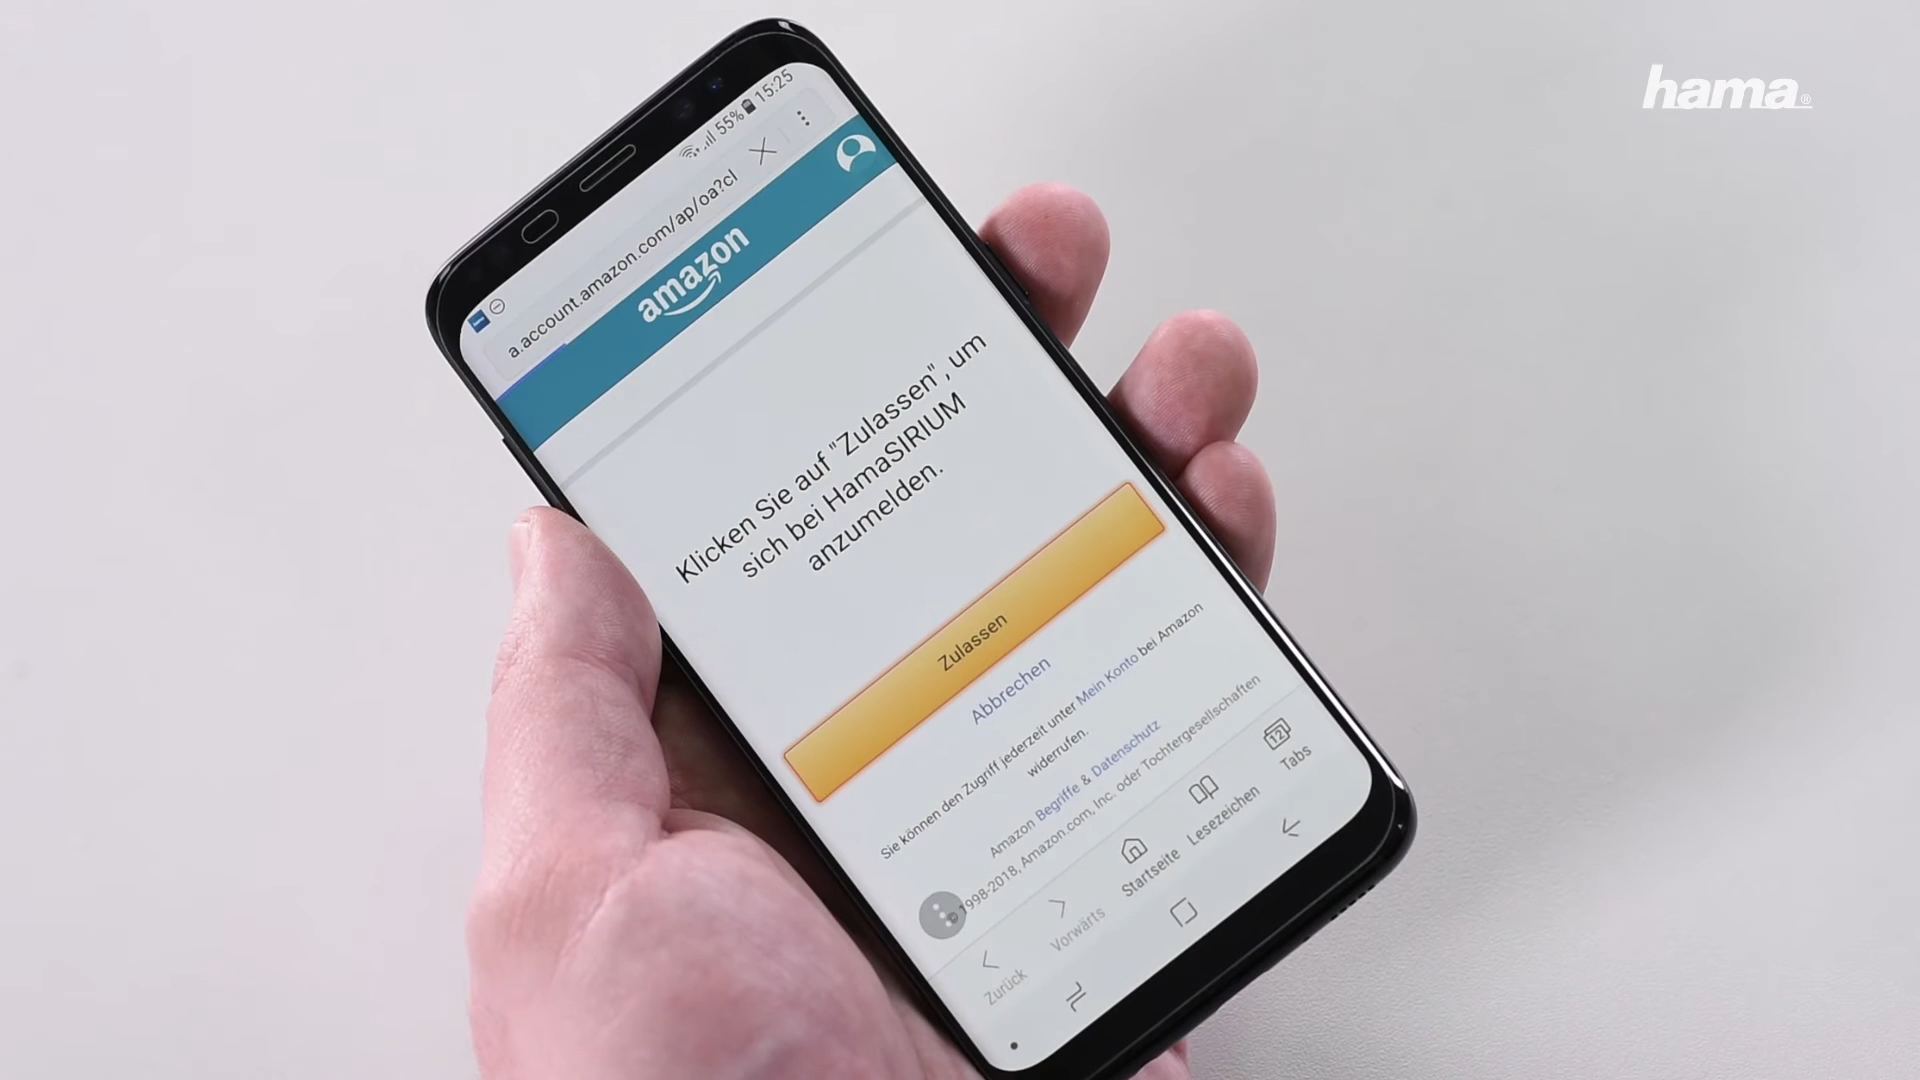 hama®
55% 15:25
a.account.amazon.com/ap/oa?cl
amazon
Klicken Sie auf "Zulassen", um
sich bei HamaSIRIUM
anzumelden.
Zulassen
Abbrechen
Sie können den Zugriff jederzeit unter Mein Konto bei Amazon
widerrufen.
Amazon Begriffe & Datenschutz
© 1998-2018, Amazon.com, Inc. oder Tochtergesellschaften
Zurück
Vorwärts
Startseite
Lesezeichen
12
Tabs